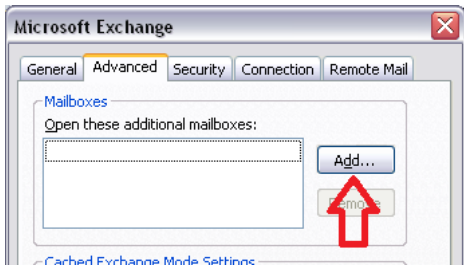 Microsoft Exchange
General Advanced Security Connection Remote Mail
Mailboxes
Open these additional mailboxes:
Add...
Remove
Cached Exchange Mode Settings